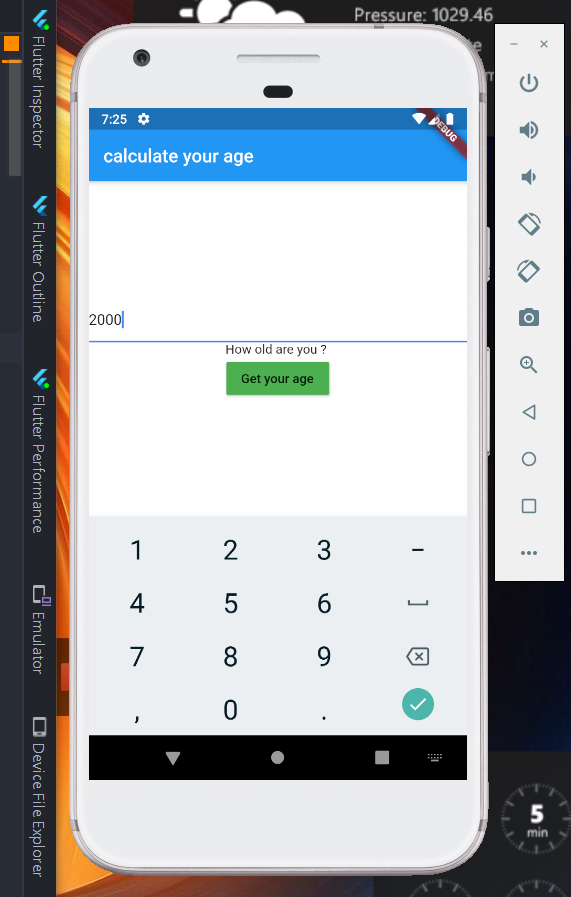 Pressure: 1029.46
Flutter Inspector
7:25
DEBUG
calculate your age
Flutter Outline
2000
How old are you ?
Get your age
Flutter Performance
1 2 3 –
4 5 6
7 8 9
, 0 .
Emulator
Device File Explorer
5
min